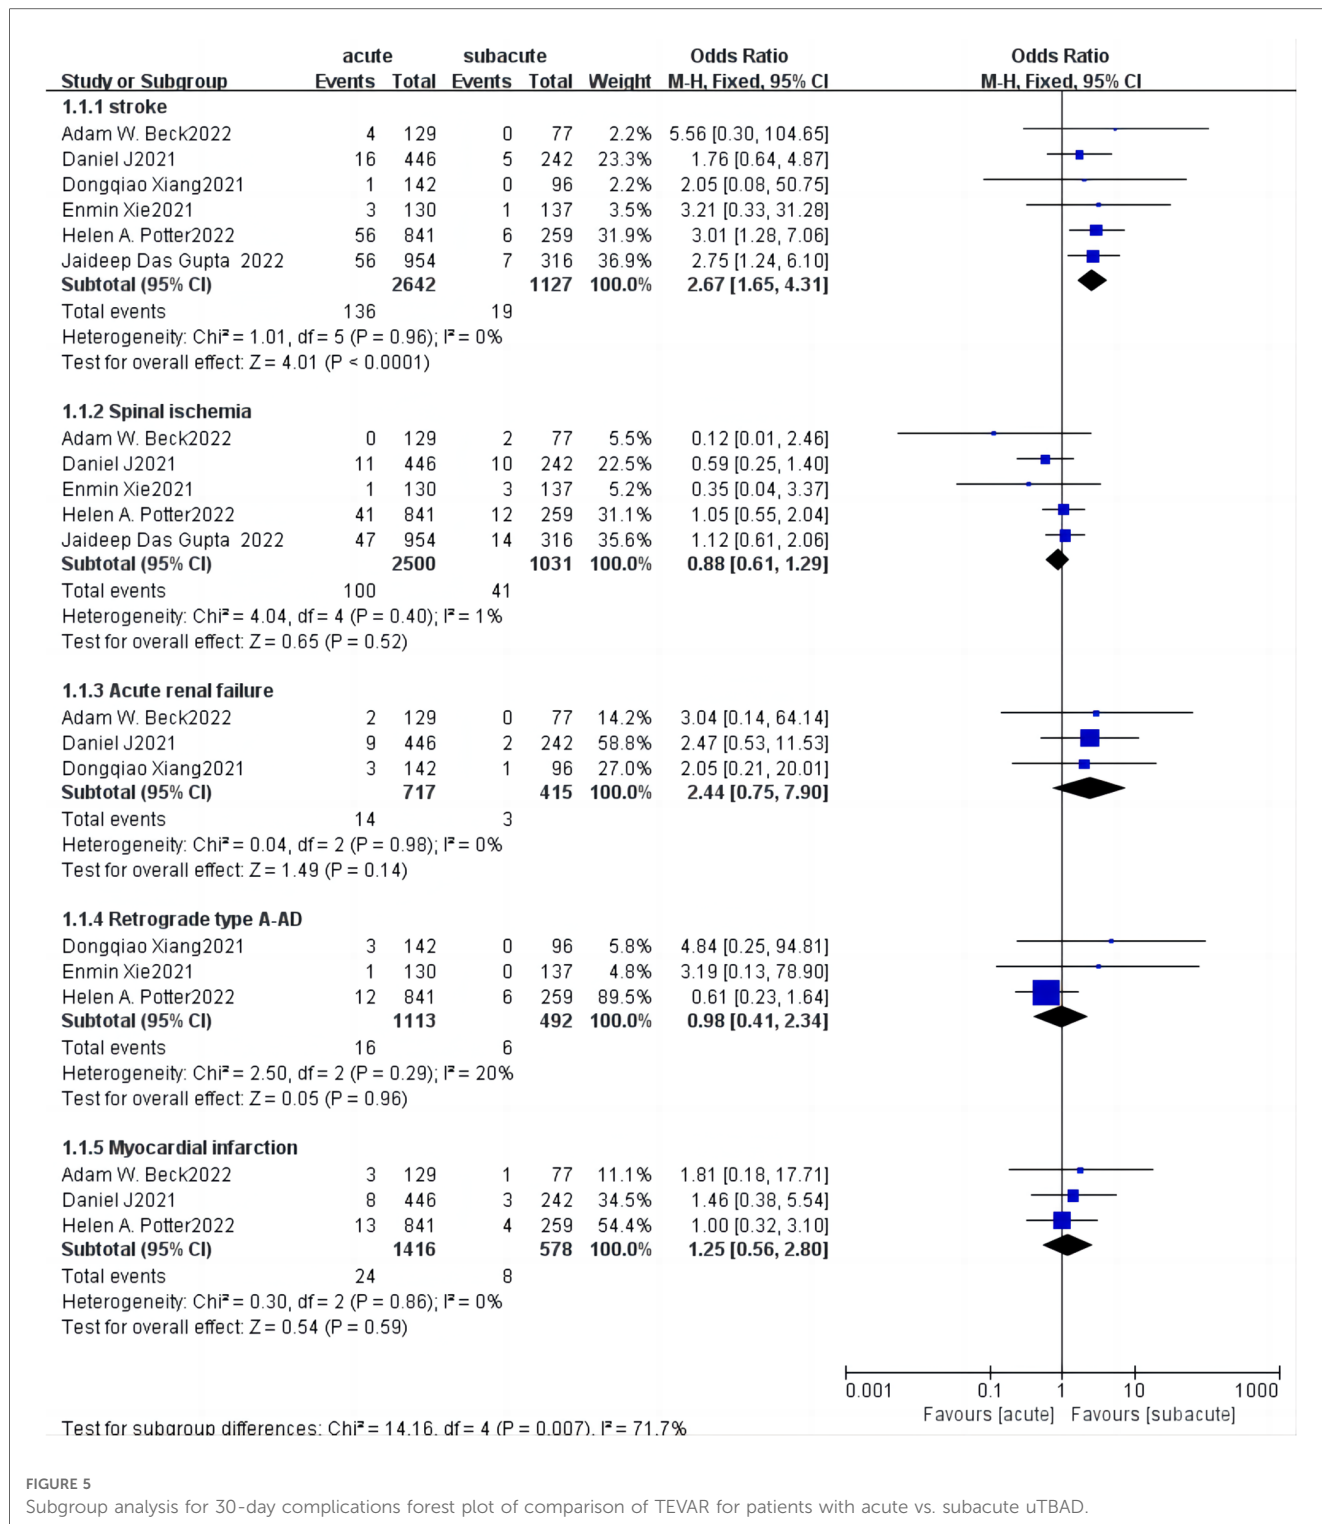 acute subacute Odds Ratio Odds Ratio
Study or Subgroup Events Total Events Total Weight M-H, Fixed, 95% CI M-H, Fixed, 95% CI
1.1.1 stroke
Adam W. Beck2022 4 129 0 77 2.2% 5.56 [0.30, 104.65]
Daniel J2021 16 446 5 242 23.3% 1.76 [0.64, 4.87]
Dongqiao Xiang2021 1 142 0 96 2.2% 2.05 [0.08, 50.75]
Enmin Xie2021 3 130 1 137 3.5% 3.21 [0.33, 31.28]
Helen A. Potter2022 56 841 6 259 31.9% 3.01 [1.28, 7.06]
Jaideep Das Gupta 2022 56 954 7 316 36.9% 2.75 [1.24, 6.10]
Subtotal (95% CI) 2642 1127 100.0% 2.67 [1.65, 4.31]
Total events 136 19
Heterogeneity: Chi² = 1.01, df = 5 (P = 0.96); I² = 0%
Test for overall effect: Z = 4.01 (P < 0.0001)
1.1.2 Spinal ischemia
Adam W. Beck2022 0 129 2 77 5.5% 0.12 [0.01, 2.46]
Daniel J2021 11 446 10 242 22.5% 0.59 [0.25, 1.40]
Enmin Xie2021 1 130 3 137 5.2% 0.35 [0.04, 3.37]
Helen A. Potter2022 41 841 12 259 31.1% 1.05 [0.55, 2.04]
Jaideep Das Gupta 2022 47 954 14 316 35.6% 1.12 [0.61, 2.06]
Subtotal (95% CI) 2500 1031 100.0% 0.88 [0.61, 1.29]
Total events 100 41
Heterogeneity: Chi² = 4.04, df = 4 (P = 0.40); I² = 1%
Test for overall effect: Z = 0.65 (P = 0.52)
1.1.3 Acute renal failure
Adam W. Beck2022 2 129 0 77 14.2% 3.04 [0.14, 64.14]
Daniel J2021 9 446 2 242 58.8% 2.47 [0.53, 11.53]
Dongqiao Xiang2021 3 142 1 96 27.0% 2.05 [0.21, 20.01]
Subtotal (95% CI) 717 415 100.0% 2.44 [0.75, 7.90]
Total events 14 3
Heterogeneity: Chi² = 0.04, df = 2 (P = 0.98); I² = 0%
Test for overall effect: Z = 1.49 (P = 0.14)
1.1.4 Retrograde type A-AD
Dongqiao Xiang2021 3 142 0 96 5.8% 4.84 [0.25, 94.81]
Enmin Xie2021 1 130 0 137 4.8% 3.19 [0.13, 78.90]
Helen A. Potter2022 12 841 6 259 89.5% 0.61 [0.23, 1.64]
Subtotal (95% CI) 1113 492 100.0% 0.98 [0.41, 2.34]
Total events 16 6
Heterogeneity: Chi² = 2.50, df = 2 (P = 0.29); I² = 20%
Test for overall effect: Z = 0.05 (P = 0.96)
1.1.5 Myocardial infarction
Adam W. Beck2022 3 129 1 77 11.1% 1.81 [0.18, 17.71]
Daniel J2021 8 446 3 242 34.5% 1.46 [0.38, 5.54]
Helen A. Potter2022 13 841 4 259 54.4% 1.00 [0.32, 3.10]
Subtotal (95% CI) 1416 578 100.0% 1.25 [0.56, 2.80]
Total events 24 8
Heterogeneity: Chi² = 0.30, df = 2 (P = 0.86); I² = 0%
Test for overall effect: Z = 0.54 (P = 0.59)
0.001 0.1 1 10 1000
Favours [acute] Favours [subacute]
Test for subgroup differences: Chi² = 14.16, df = 4 (P = 0.007), I² = 71.7%
FIGURE 5
Subgroup analysis for 30-day complications forest plot of comparison of TEVAR for patients with acute vs. subacute uTBAD.